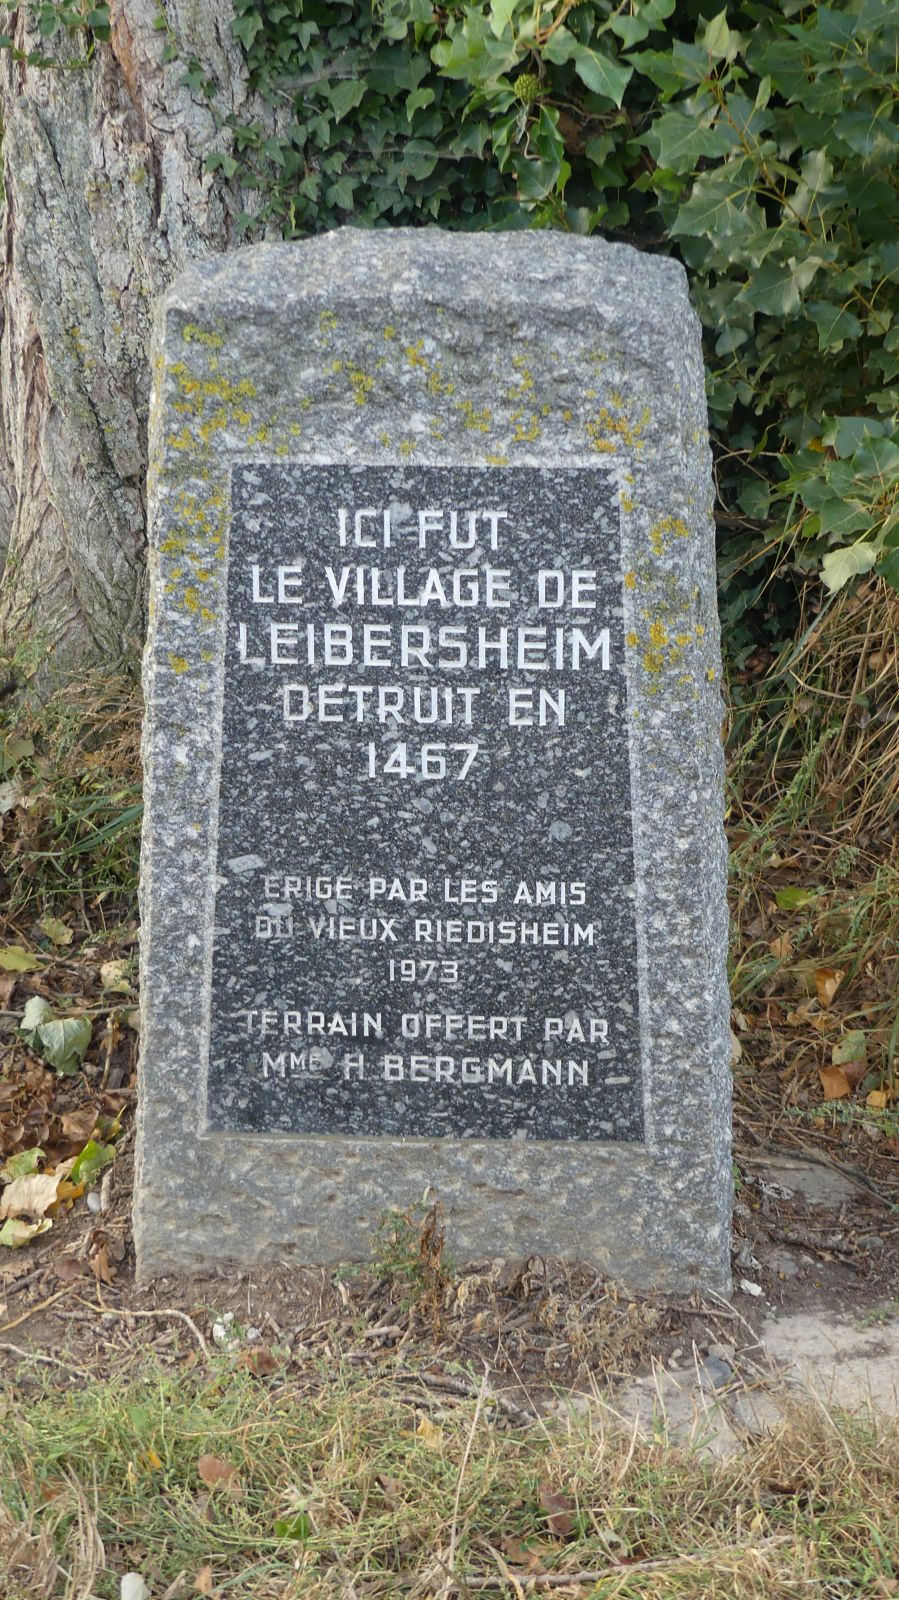 ICI FUT
LE VILLAGE DE
LEIBERSHEIM
DETRUIT EN
1467
ERIGE PAR LES AMIS
DU VIEUX RIEDISHEIM
1973
TERRAIN OFFERT PAR
MME H BERGMANN